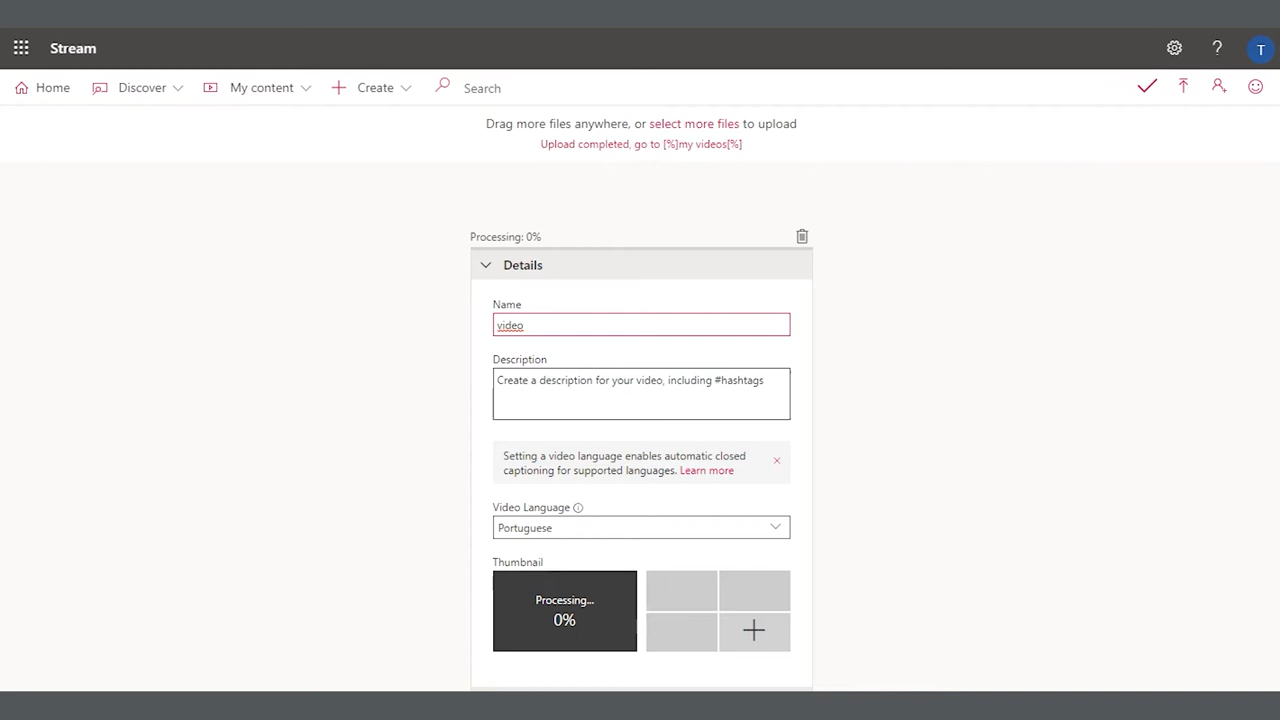 Stream
?
T
Home Discover My content Create Search
Drag more files anywhere, or select more files to upload
Upload completed, go to [%]my videos[%]
Processing: 0%
Details
Name
video
Description
Create a description for your video, including #hashtags
Setting a video language enables automatic closed
captioning for supported languages. Learn more
Video Language
Portuguese
Thumbnail
Processing...
0%